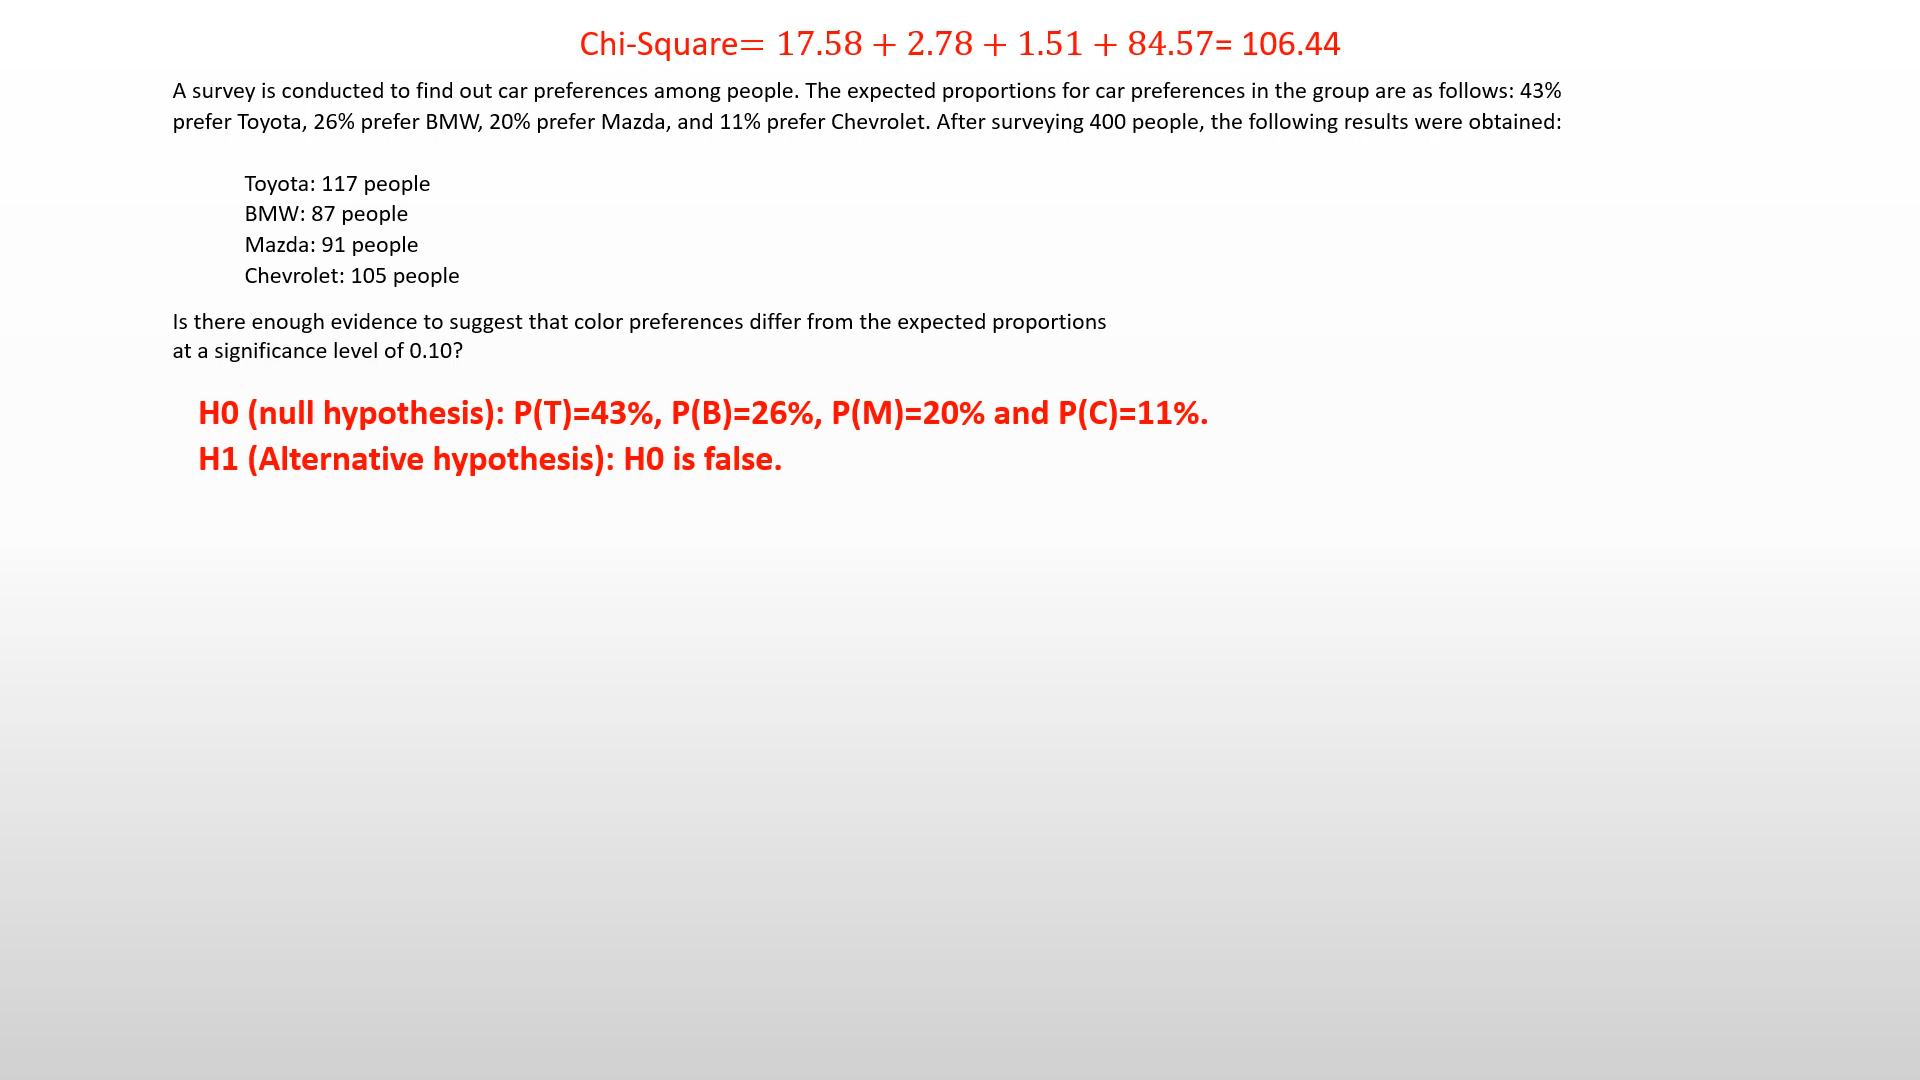 Chi-Square= 17.58 + 2.78 + 1.51 + 84.57= 106.44
A survey is conducted to find out car preferences among people. The expected proportions for car preferences in the group are as follows: 43%
prefer Toyota, 26% prefer BMW, 20% prefer Mazda, and 11% prefer Chevrolet. After surveying 400 people, the following results were obtained:
Toyota: 117 people
BMW: 87 people
Mazda: 91 people
Chevrolet: 105 people
Is there enough evidence to suggest that color preferences differ from the expected proportions
at a significance level of 0.10?
H0 (null hypothesis): P(T)=43%, P(B)=26%, P(M)=20% and P(C)=11%.
H1 (Alternative hypothesis): H0 is false.